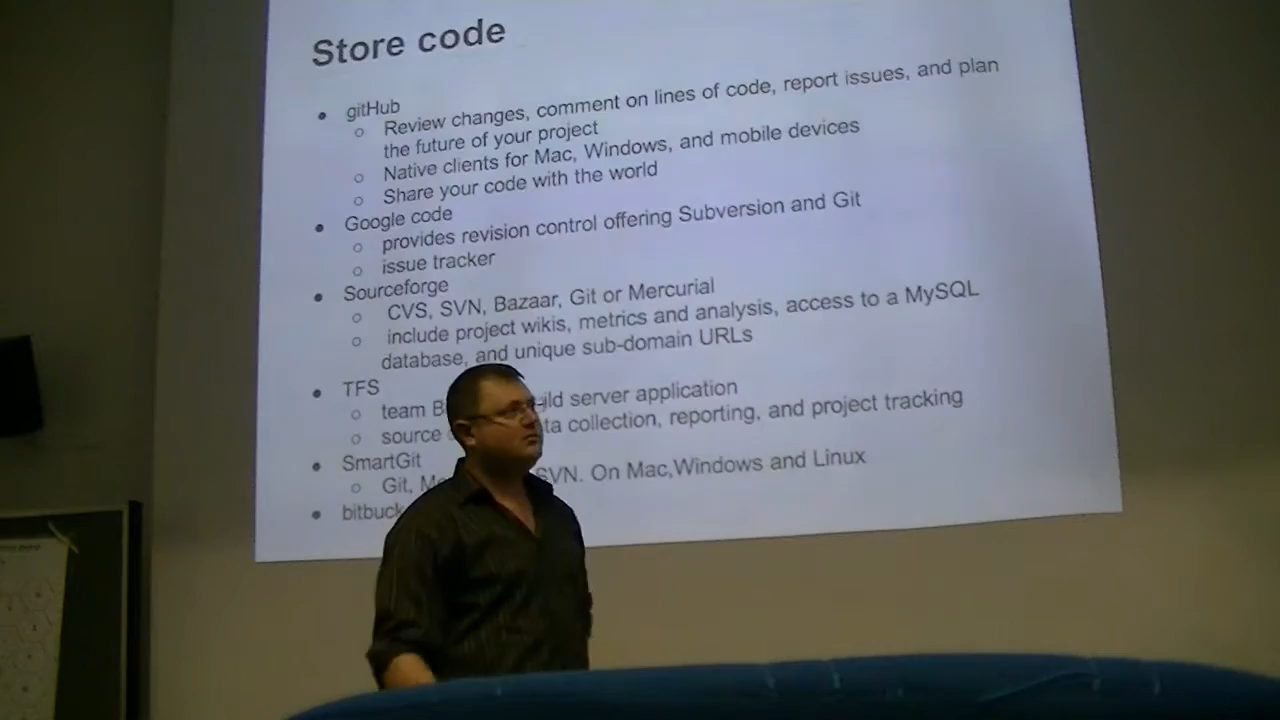 Store code
gitHub
Review changes, comment on lines of code, report issues, and plan
the future of your project
Native clients for Mac, Windows, and mobile devices
Share your code with the world
Google code
provides revision control offering Subversion and Git
issue tracker
Sourceforge
CVS, SVN, Bazaar, Git or Mercurial
include project wikis, metrics and analysis, access to a MySQL
database, and unique sub-domain URLs
TFS
team server application
source collection, reporting, and project tracking
SmartGit
Git, SVN. On Mac,Windows and Linux
bitbuck